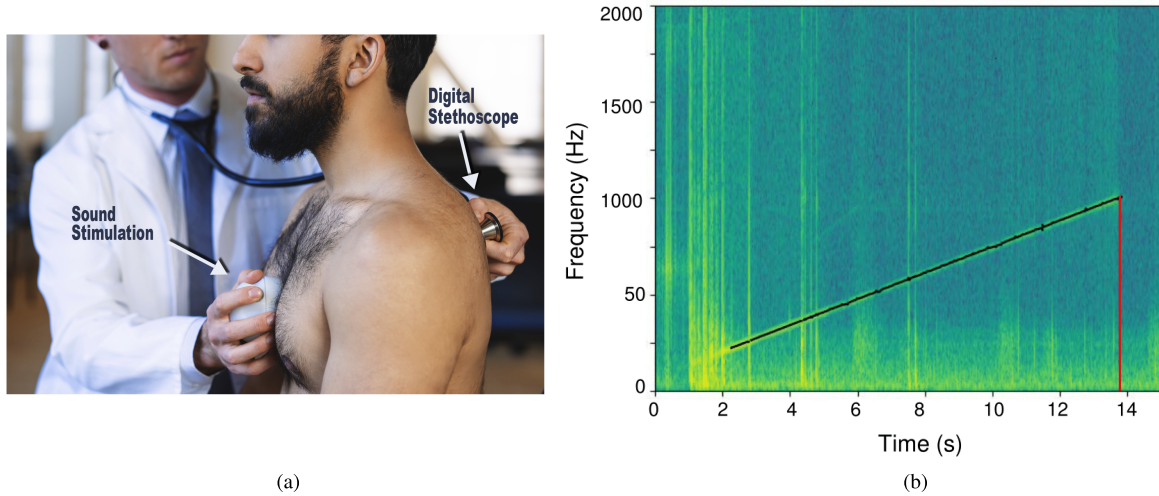 Digital
Stethoscope
Sound
Stimulation
(a)
2000
1500
1000
50
0
Frequency (Hz)
0 2 4 6 8 10 12 14
Time (s)
(b)